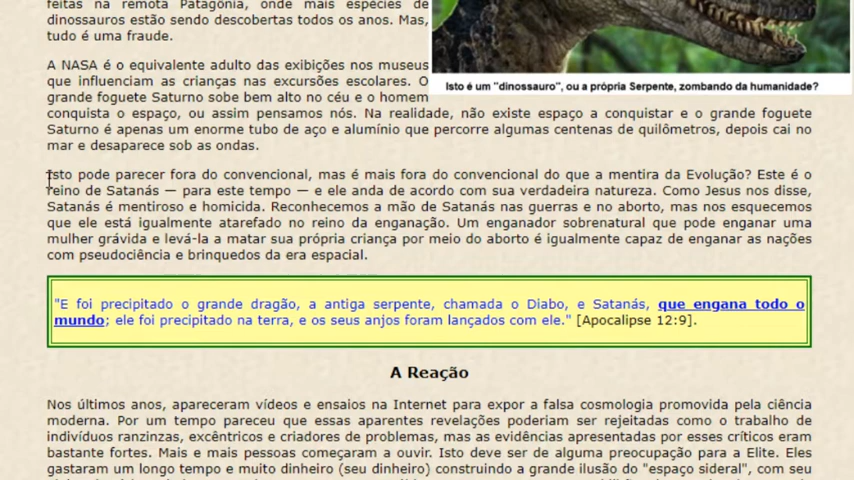 feitas na remota Patagônia, onde mais espécies de
dinossauros estão sendo descobertas todos os anos. Mas,
tudo é uma fraude.
A NASA é o equivalente adulto das exibições nos museus
que influenciam as crianças nas excursões escolares. O
grande foguete Saturno sobe bem alto no céu e o homem
Isto é um "dinossauro", ou a própria Serpente, zombando da humanidade?
conquista o espaço, ou assim pensamos nós. Na realidade, não existe espaço a conquistar e o grande foguete
Saturno é apenas um enorme tubo de aço e alumínio que percorre algumas centenas de quilômetros, depois cai no
mar e desaparece sob as ondas.
Isto pode parecer fora do convencional, mas é mais fora do convencional do que a mentira da Evolução? Este é o
reino de Satanás — para este tempo — e ele anda de acordo com sua verdadeira natureza. Como Jesus nos disse,
Satanás é mentiroso e homicida. Reconhecemos a mão de Satanás nas guerras e no aborto, mas nos esquecemos
que ele está igualmente atarefado no reino da enganação. Um enganador sobrenatural que pode enganar uma
mulher grávida e levá-la a matar sua própria criança por meio do aborto é igualmente capaz de enganar as nações
com pseudociência e brinquedos da era espacial.
"E foi precipitado o grande dragão, a antiga serpente, chamada o Diabo, e Satanás, que engana todo o
mundo; ele foi precipitado na terra, e os seus anjos foram lançados com ele." [Apocalipse 12:9].
A Reação
Nos últimos anos, apareceram vídeos e ensaios na Internet para expor a falsa cosmologia promovida pela ciência
moderna. Por um tempo pareceu que essas aparentes revelações poderiam ser rejeitadas como o trabalho de
indivíduos ranzinzas, excêntricos e criadores de problemas, mas as evidências apresentadas por esses críticos eram
bastante fortes. Mais e mais pessoas começaram a ouvir. Isto deve ser de alguma preocupação para a Elite. Eles
gastaram um longo tempo e muito dinheiro (seu dinheiro) construindo a grande ilusão do "espaço sideral", com seu